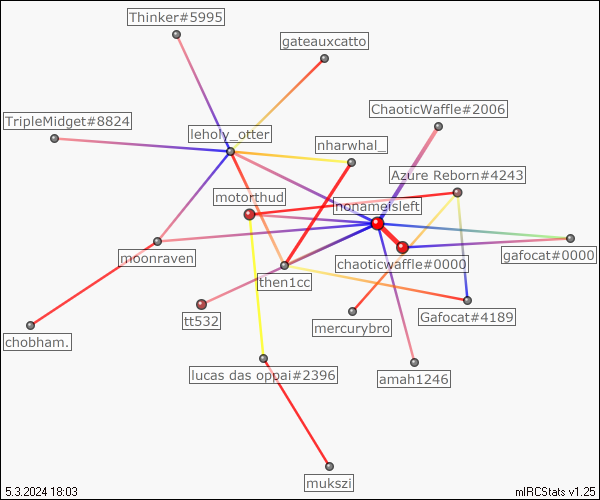 Thinker#5995
gateauxcatto
ChaoticWaffle#2006
TripleMidget#8824
leholy_otter
nharwhal_
Azure Reborn#4243
motorthud
nonameisleft
moonraven
chaoticwaffle#0000
gafocat#0000
then1cc
tt532
mercurybro
Gafocat#4189
chobham.
lucas das oppai#2396
amah1246
mukszi
5.3.2024 18:03
mIRCStats v1.25